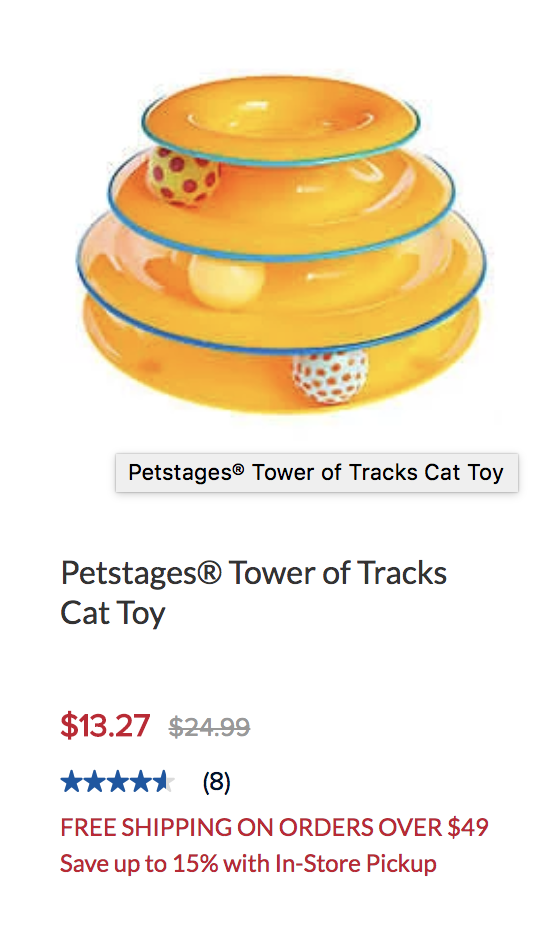 Petstages® Tower of Tracks Cat Toy
Petstages® Tower of Tracks
Cat Toy
$13.27 $24.99
(8)
FREE SHIPPING ON ORDERS OVER $49
Save up to 15% with In-Store Pickup